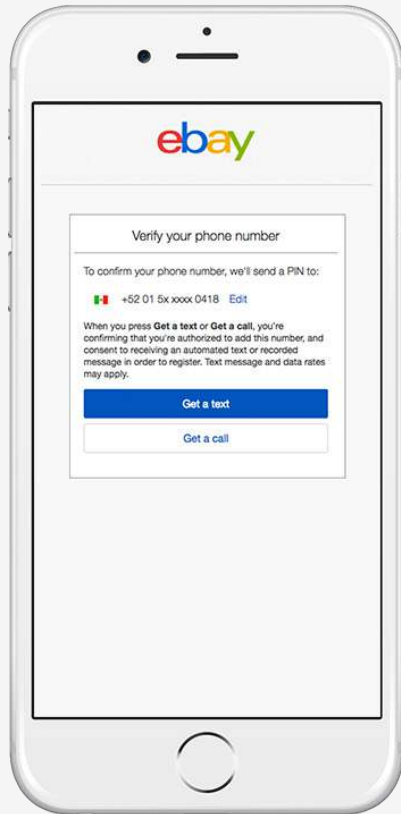 ebay
Verify your phone number
To confirm your phone number, we'll send a PIN to:
+52 01 5x xxxx 0418 Edit
When you press Get a text or Get a call, you're
confirming that you're authorized to add this number, and
consent to receiving an automated text or recorded
message in order to register. Text message and data rates
may apply.
Get a text
Get a call